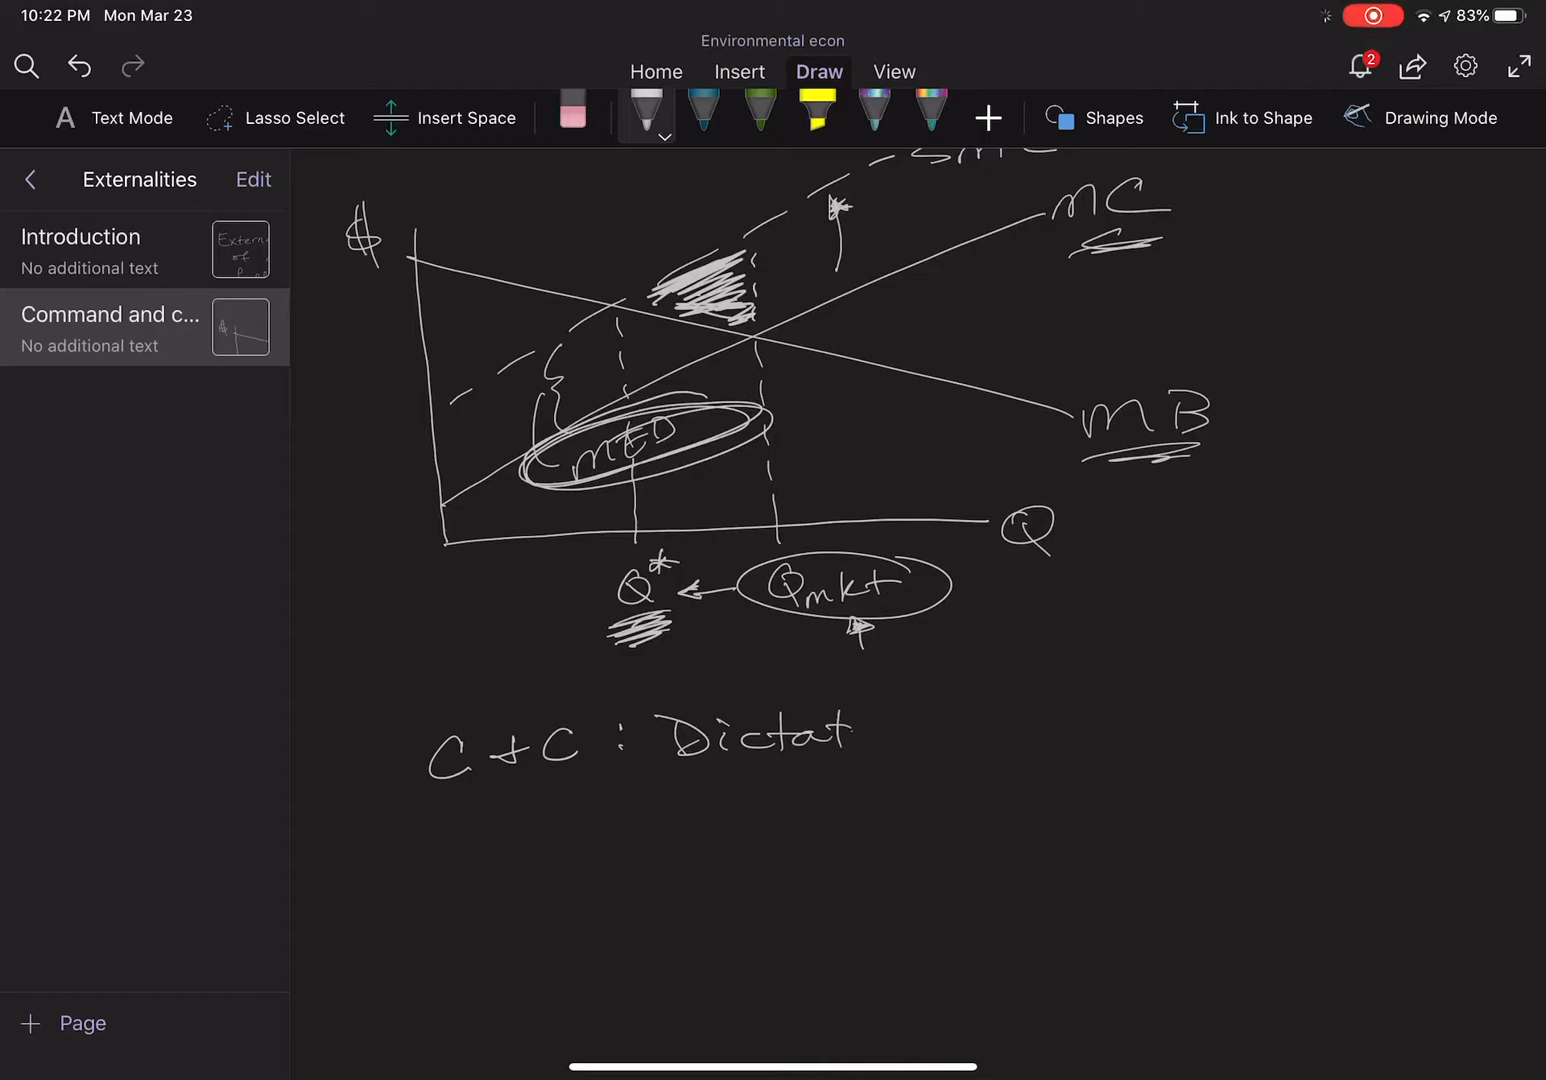 10:22 PM Mon Mar 23
83%
Environmental econ
Home Insert Draw View
2
Text Mode Lasso Select Insert Space Shapes Ink to Shape Drawing Mode
Externalities Edit
Introduction
No additional text
Command and c...
No additional text
Page
$
SMC
MC
MB
MED
Q
Q* ← Qmkt
C + C : Dictat